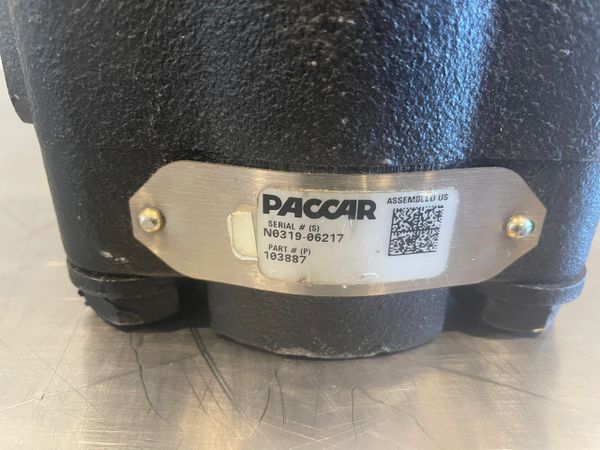 PACCAR
ASSEMBLED US
SERIAL # (S)
N0319-06217
PART # (P)
103887